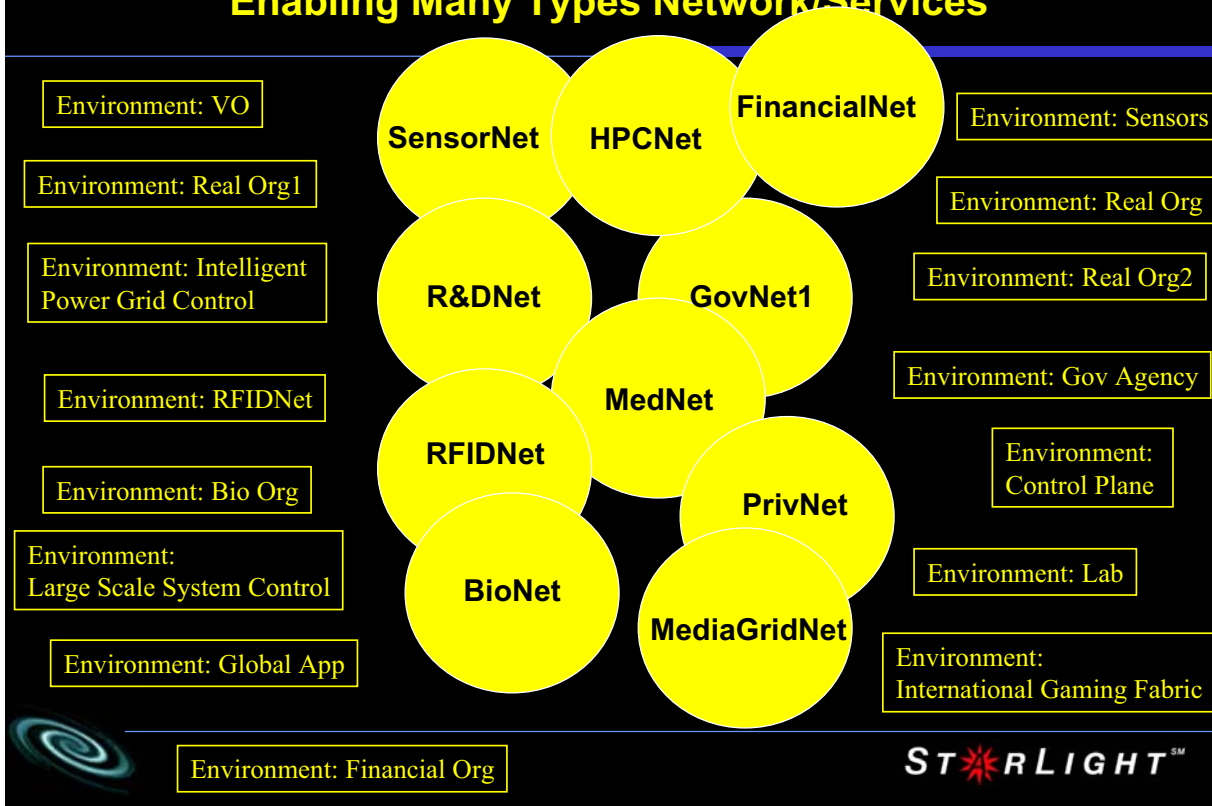 Enabling Many Types Network/Services
Environment: VO
Environment: Real Org1
Environment: Intelligent
Power Grid Control
Environment: RFIDNet
Environment: Bio Org
Environment:
Large Scale System Control
Environment: Global App
Environment: Financial Org
SensorNet
HPCNet
FinancialNet
R&DNet
GovNet1
MedNet
RFIDNet
PrivNet
BioNet
MediaGridNet
Environment: Sensors
Environment: Real Org
Environment: Real Org2
Environment: Gov Agency
Environment:
Control Plane
Environment: Lab
Environment:
International Gaming Fabric
STARLIGHT℠